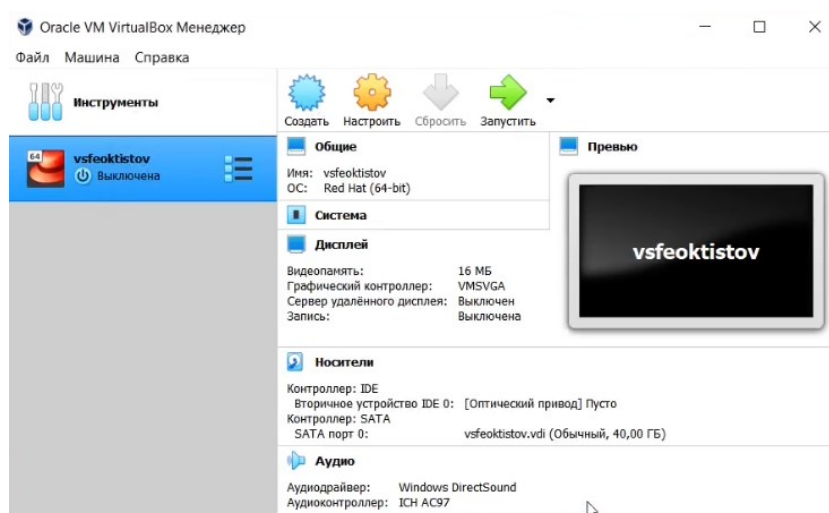 Oracle VM VirtualBox Менеджер
Файл Машина Справка
Инструменты
Создать Настроить Сбросить Запустить
64
vsfeoktistov
Выключена
Общие
Имя: vsfeoktistov
ОС: Red Hat (64-bit)
Система
Дисплей
Видеопамять: 16 МБ
Графический контроллер: VMSVGA
Сервер удалённого дисплея: Выключен
Запись: Выключена
Превью
vsfeoktistov
Носители
Контроллер: IDE
Вторичное устройство IDE 0: [Оптический привод] Пусто
Контроллер: SATA
SATA порт 0: vsfeoktistov.vdi (Обычный, 40,00 ГБ)
Аудио
Аудиодрайвер: Windows DirectSound
Аудиоконтроллер: ICH AC97